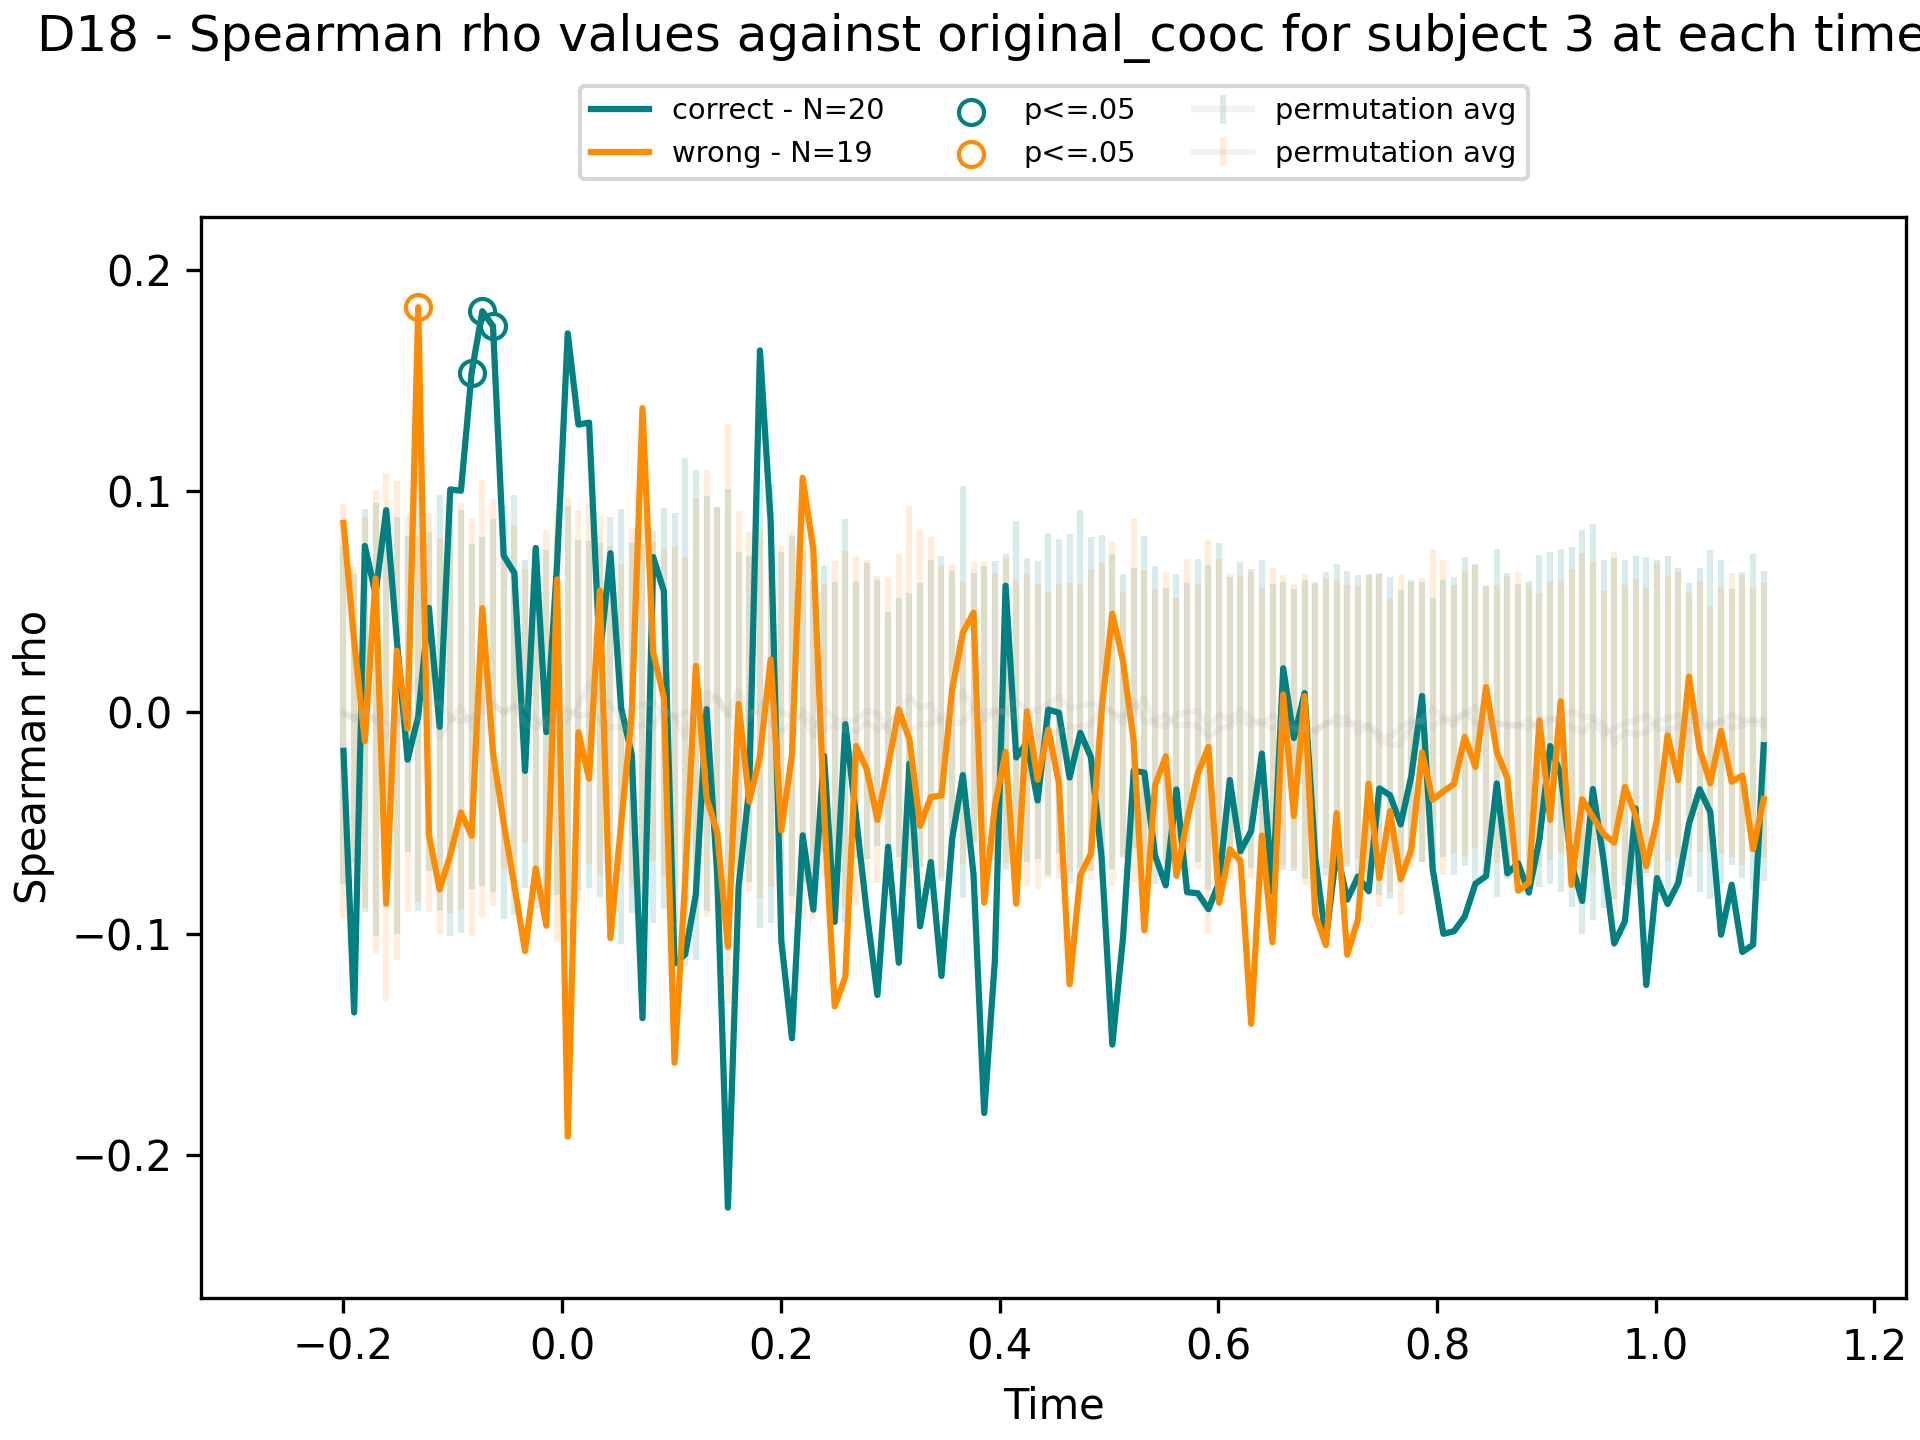 D18 - Spearman rho values against original_cooc for subject 3 at each time
correct - N=20
wrong - N=19
p<=.05
p<=.05
permutation avg
permutation avg
Spearman rho
0.2
0.1
0.0
−0.1
−0.2
−0.2 0.0 0.2 0.4 0.6 0.8 1.0 1.2
Time